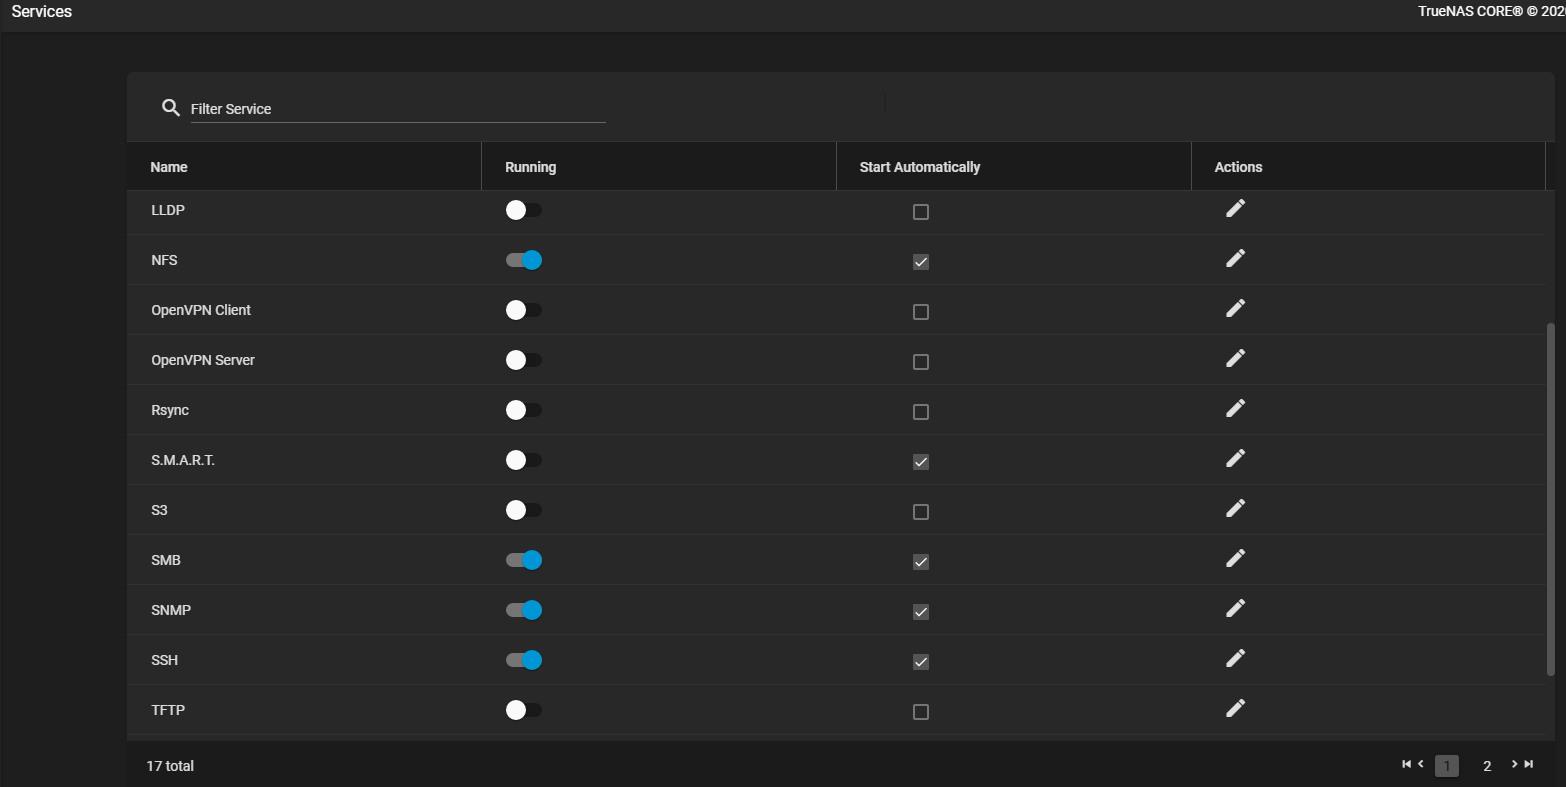 Services
TrueNAS CORE® © 202
Filter Service
Name Running Start Automatically Actions
LLDP
NFS
OpenVPN Client
OpenVPN Server
Rsync
S.M.A.R.T.
S3
SMB
SNMP
SSH
TFTP
17 total
1 2